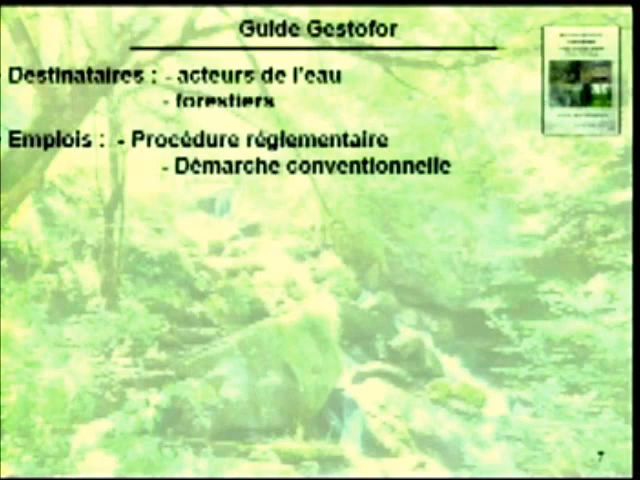 Guide Gestofor
Destinataires : - acteurs de l'eau
- forestiers
Emplois : - Procédure réglementaire
- Démarche conventionnelle
7